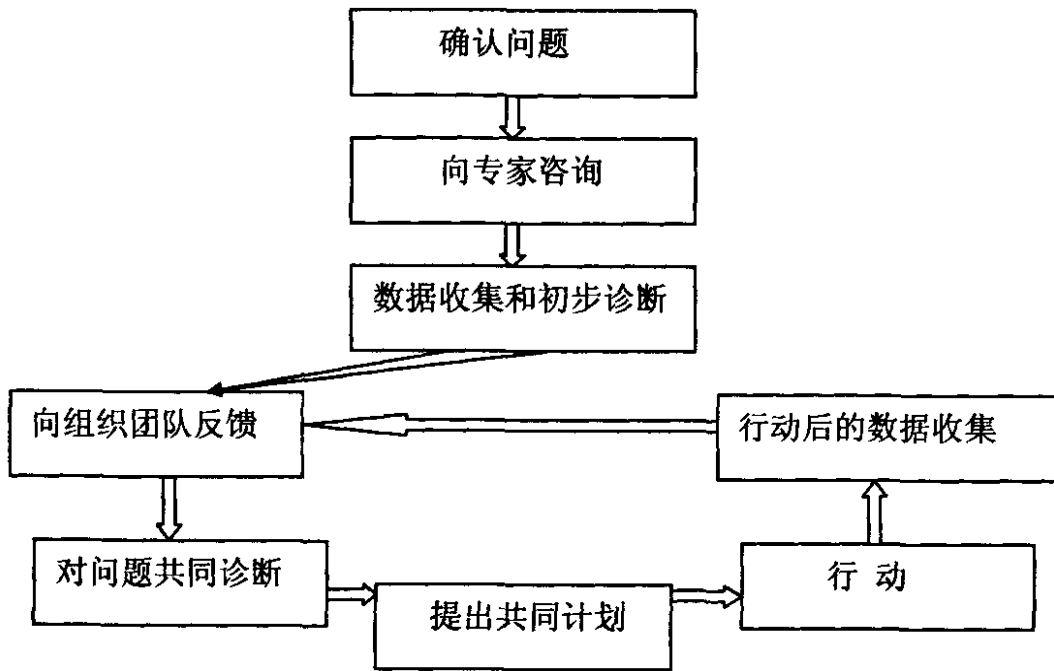 确认问题
向专家咨询
数据收集和初步诊断
向组织团队反馈
行动后的数据收集
对问题共同诊断
提出共同计划
行 动